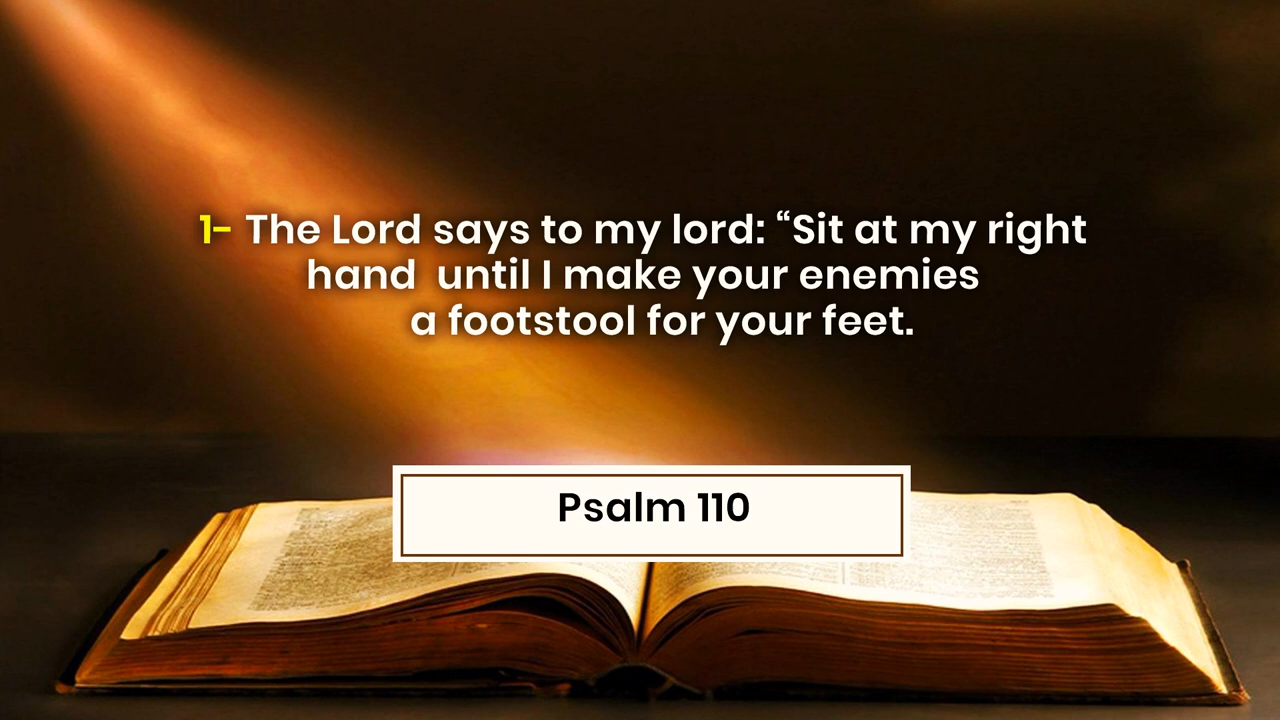 1- The Lord says to my lord: “Sit at my right
hand  until I make your enemies
a footstool for your feet.
Psalm 110